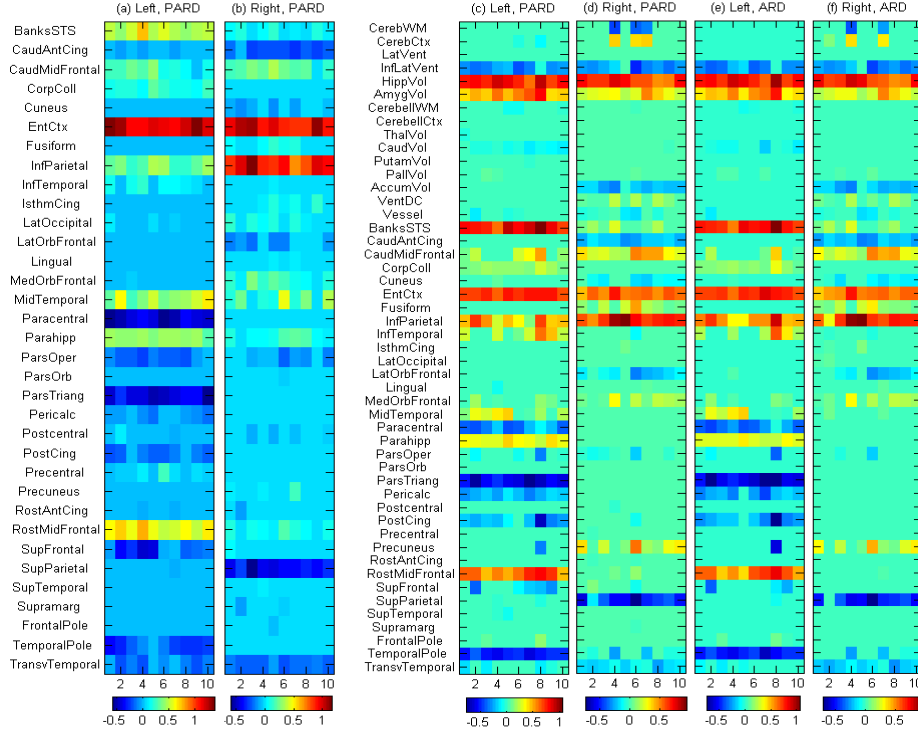 (a) Left, PARD
(b) Right, PARD
BanksSTS
CaudAntCing
CaudMidFrontal
CorpColl
Cuneus
EntCtx
Fusiform
InfParietal
InfTemporal
IsthmCing
LatOccipital
LatOrbFrontal
Lingual
MedOrbFrontal
MidTemporal
Paracentral
Parahipp
ParsOper
ParsOrb
ParsTriang
Pericalc
Postcentral
PostCing
Precentral
Precuneus
RostAntCing
RostMidFrontal
SupFrontal
SupParietal
SupTemporal
Supramarg
FrontalPole
TemporalPole
TransvTemporal
2 4 6 8 10
2 4 6 8 10
-0.5 0 0.5 1
-0.5 0 0.5 1
(c) Left, PARD
(d) Right, PARD
(e) Left, ARD
(f) Right, ARD
CerebWM
CerebCtx
LatVent
InfLatVent
HippVol
AmygVol
CerebellWM
CerebellCtx
ThalVol
CaudVol
PutamVol
PallVol
AccumVol
VentDC
Vessel
BanksSTS
CaudAntCing
CaudMidFrontal
CorpColl
Cuneus
EntCtx
Fusiform
InfParietal
InfTemporal
IsthmCing
LatOccipital
LatOrbFrontal
Lingual
MedOrbFrontal
MidTemporal
Paracentral
Parahipp
ParsOper
ParsOrb
ParsTriang
Pericalc
Postcentral
PostCing
Precentral
Precuneus
RostAntCing
RostMidFrontal
SupFrontal
SupParietal
SupTemporal
Supramarg
FrontalPole
TemporalPole
TransvTemporal
2 4 6 8 10
2 4 6 8 10
2 4 6 8 10
2 4 6 8 10
-0.5 0 0.5 1
-0.5 0 0.5
-0.5 0 0.5 1
-0.5 0 0.5